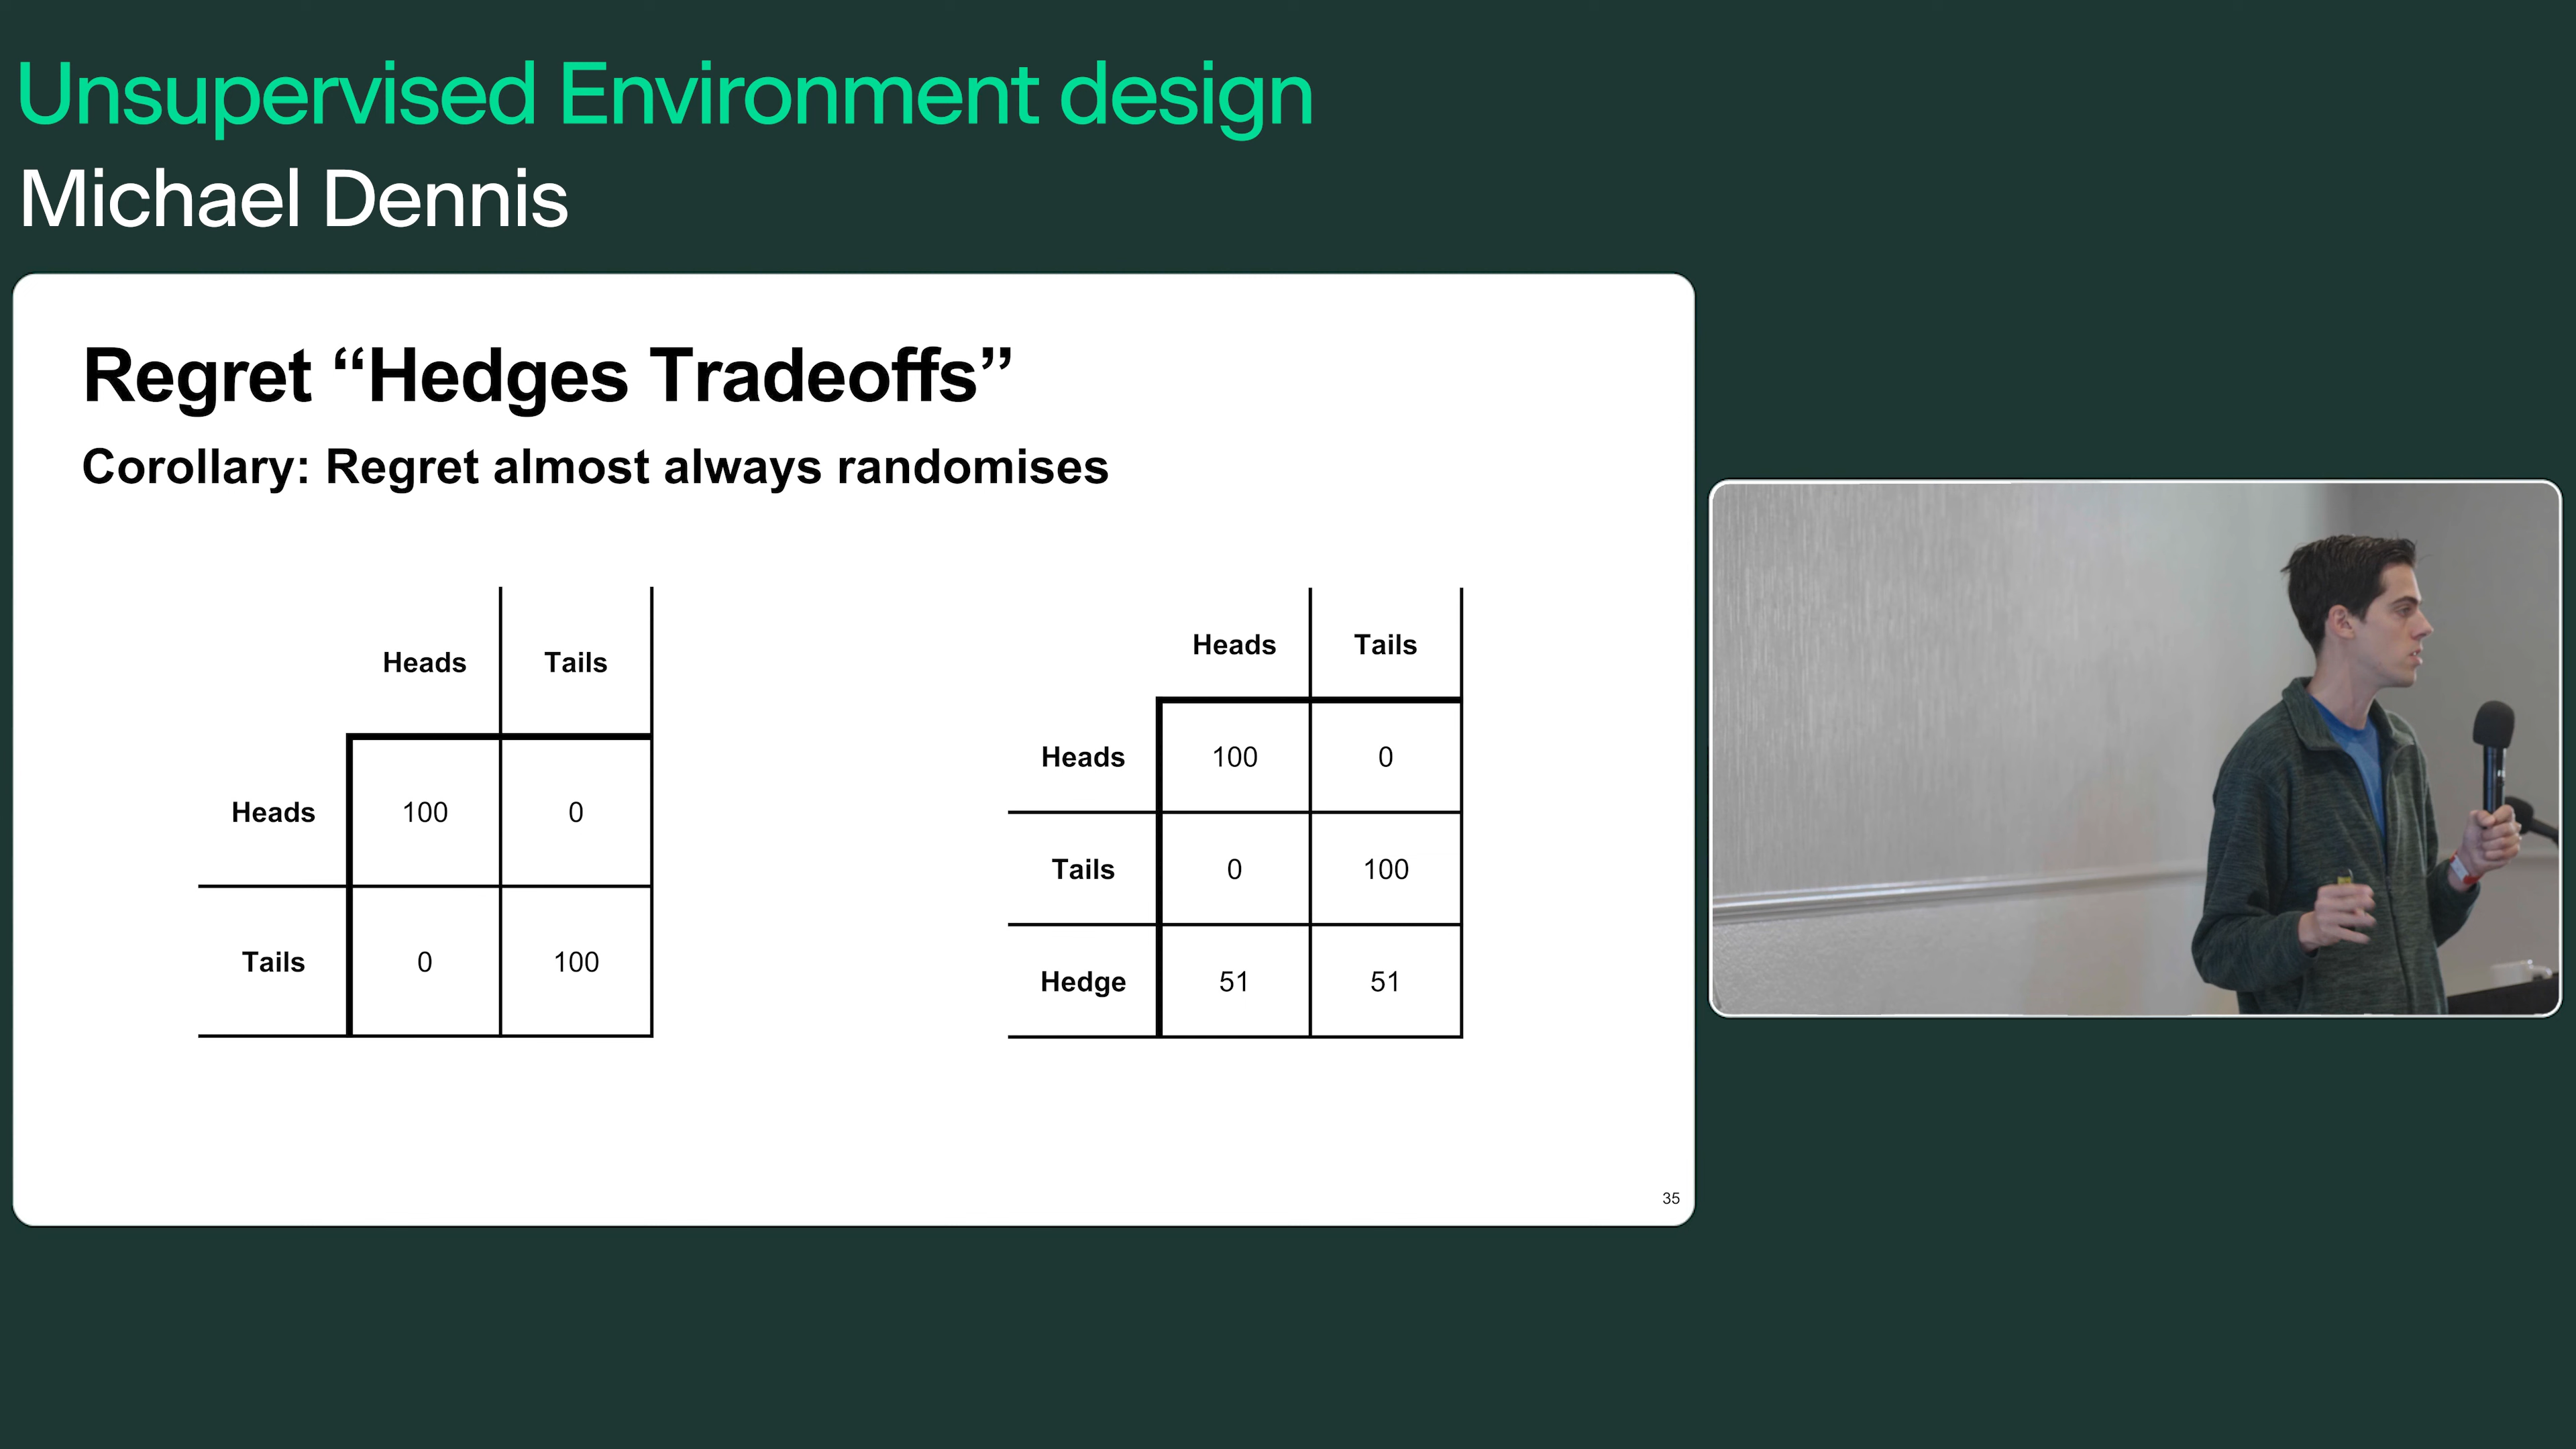 Unsupervised Environment design
Michael Dennis
Regret “Hedges Tradeoffs”
Corollary: Regret almost always randomises
Heads Tails
Heads 100 0
Tails 0 100
Heads Tails
Heads 100 0
Tails 0 100
Hedge 51 51
35